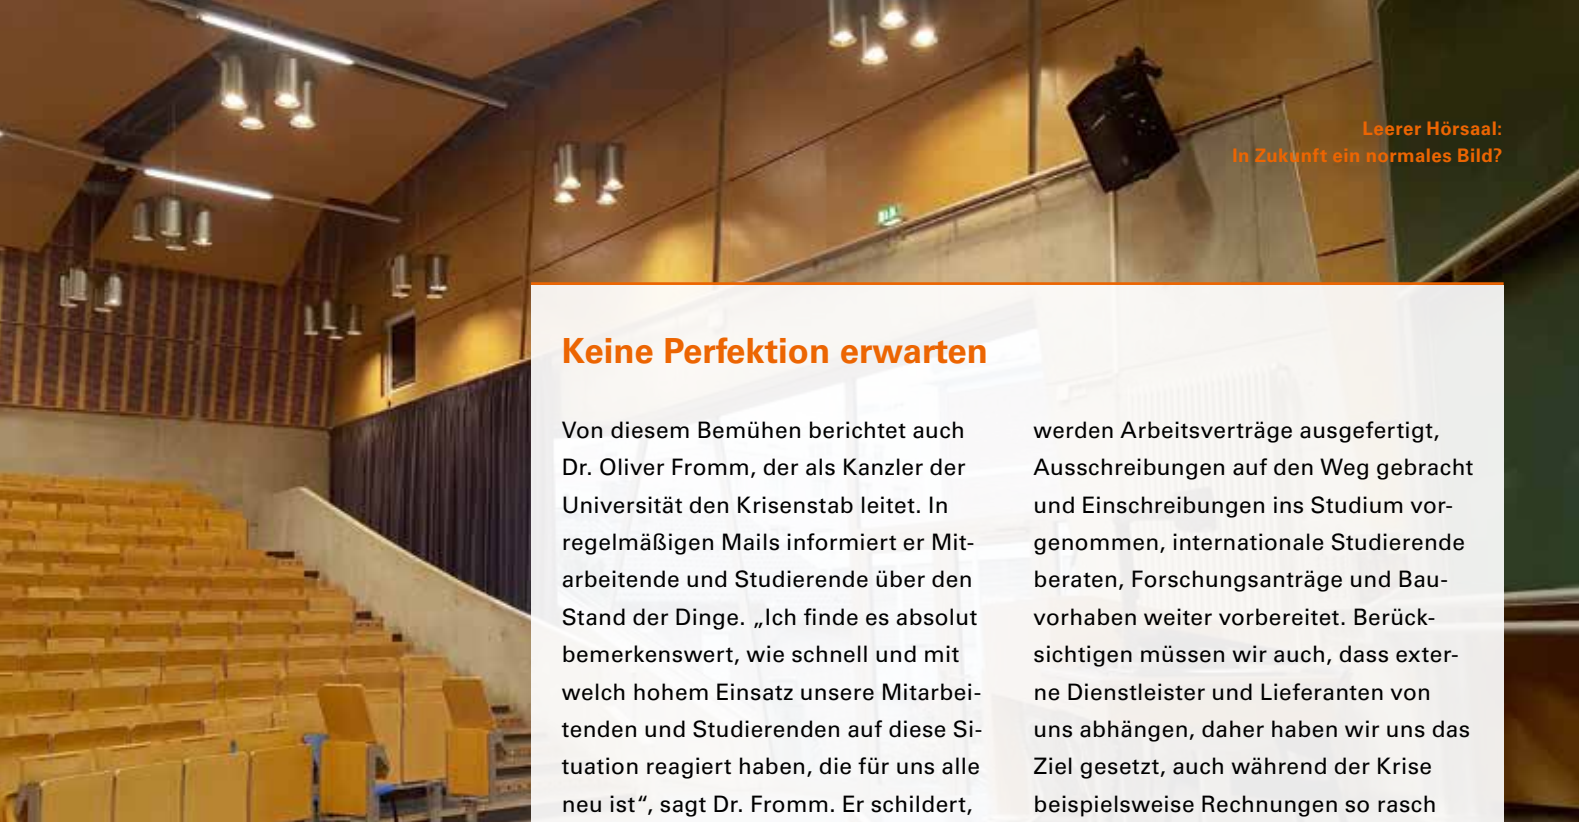 Leerer Hörsaal:
In Zukunft ein normales Bild?
Keine Perfektion erwarten
Von diesem Bemühen berichtet auch
Dr. Oliver Fromm, der als Kanzler der
Universität den Krisenstab leitet. In
regelmäßigen Mails informiert er Mit-
arbeitende und Studierende über den
Stand der Dinge. „Ich finde es absolut
bemerkenswert, wie schnell und mit
welch hohem Einsatz unsere Mitarbei-
tenden und Studierenden auf diese Si-
tuation reagiert haben, die für uns alle
neu ist“, sagt Dr. Fromm. Er schildert,
werden Arbeitsverträge ausgefertigt,
Ausschreibungen auf den Weg gebracht
und Einschreibungen ins Studium vor-
genommen, internationale Studierende
beraten, Forschungsanträge und Bau-
vorhaben weiter vorbereitet. Berück-
sichtigen müssen wir auch, dass exter-
ne Dienstleister und Lieferanten von
uns abhängen, daher haben wir uns das
Ziel gesetzt, auch während der Krise
beispielsweise Rechnungen so rasch